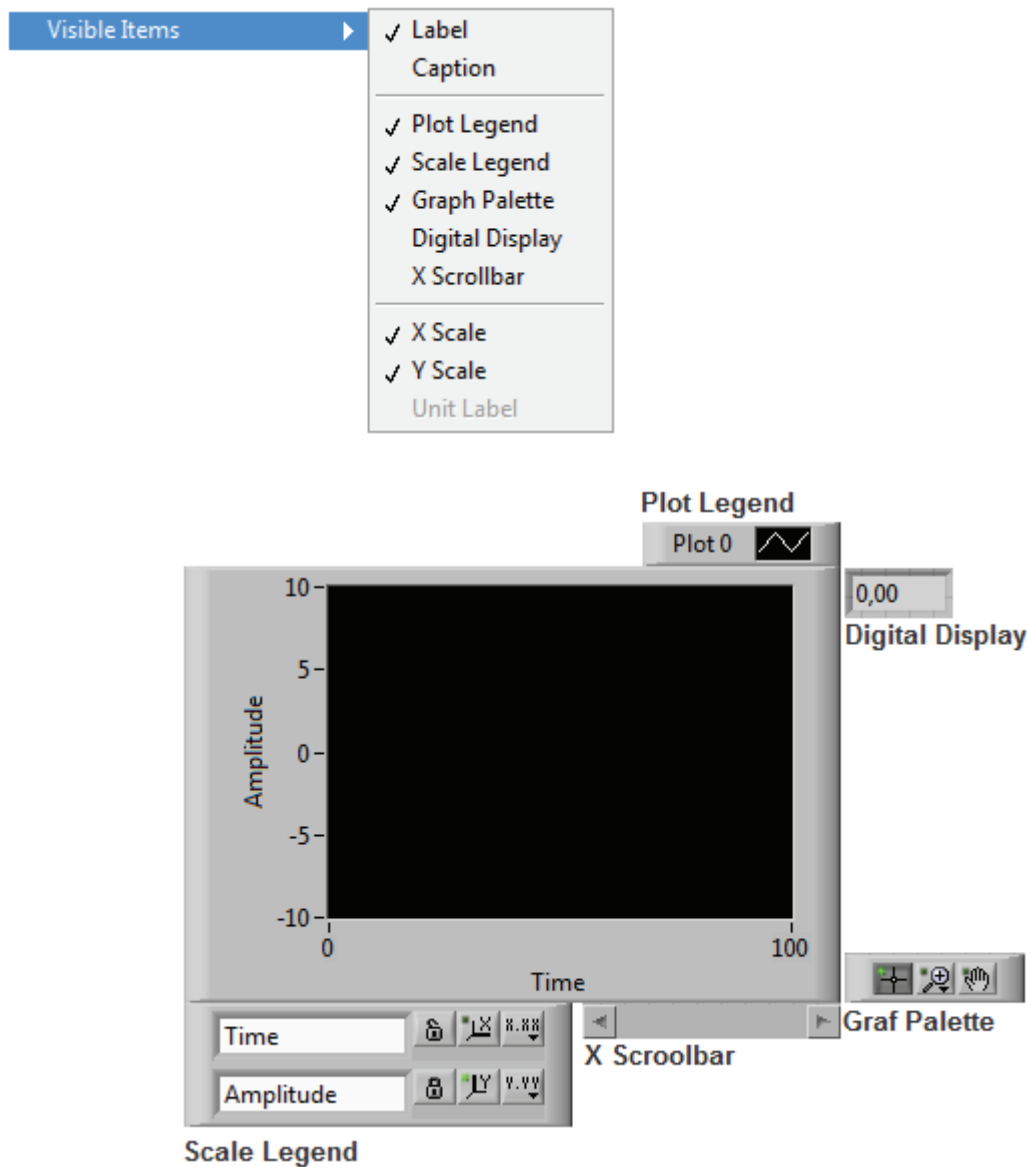 Visible Items
Label
Caption
Plot Legend
Scale Legend
Graph Palette
Digital Display
X Scrollbar
X Scale
Y Scale
Unit Label
Plot Legend
Plot 0
0,00
Digital Display
10
5
0
-5
-10
Amplitude
0
100
Time
Graf Palette
Time
X.XX
X Scroolbar
Amplitude
Y.YY
Scale Legend